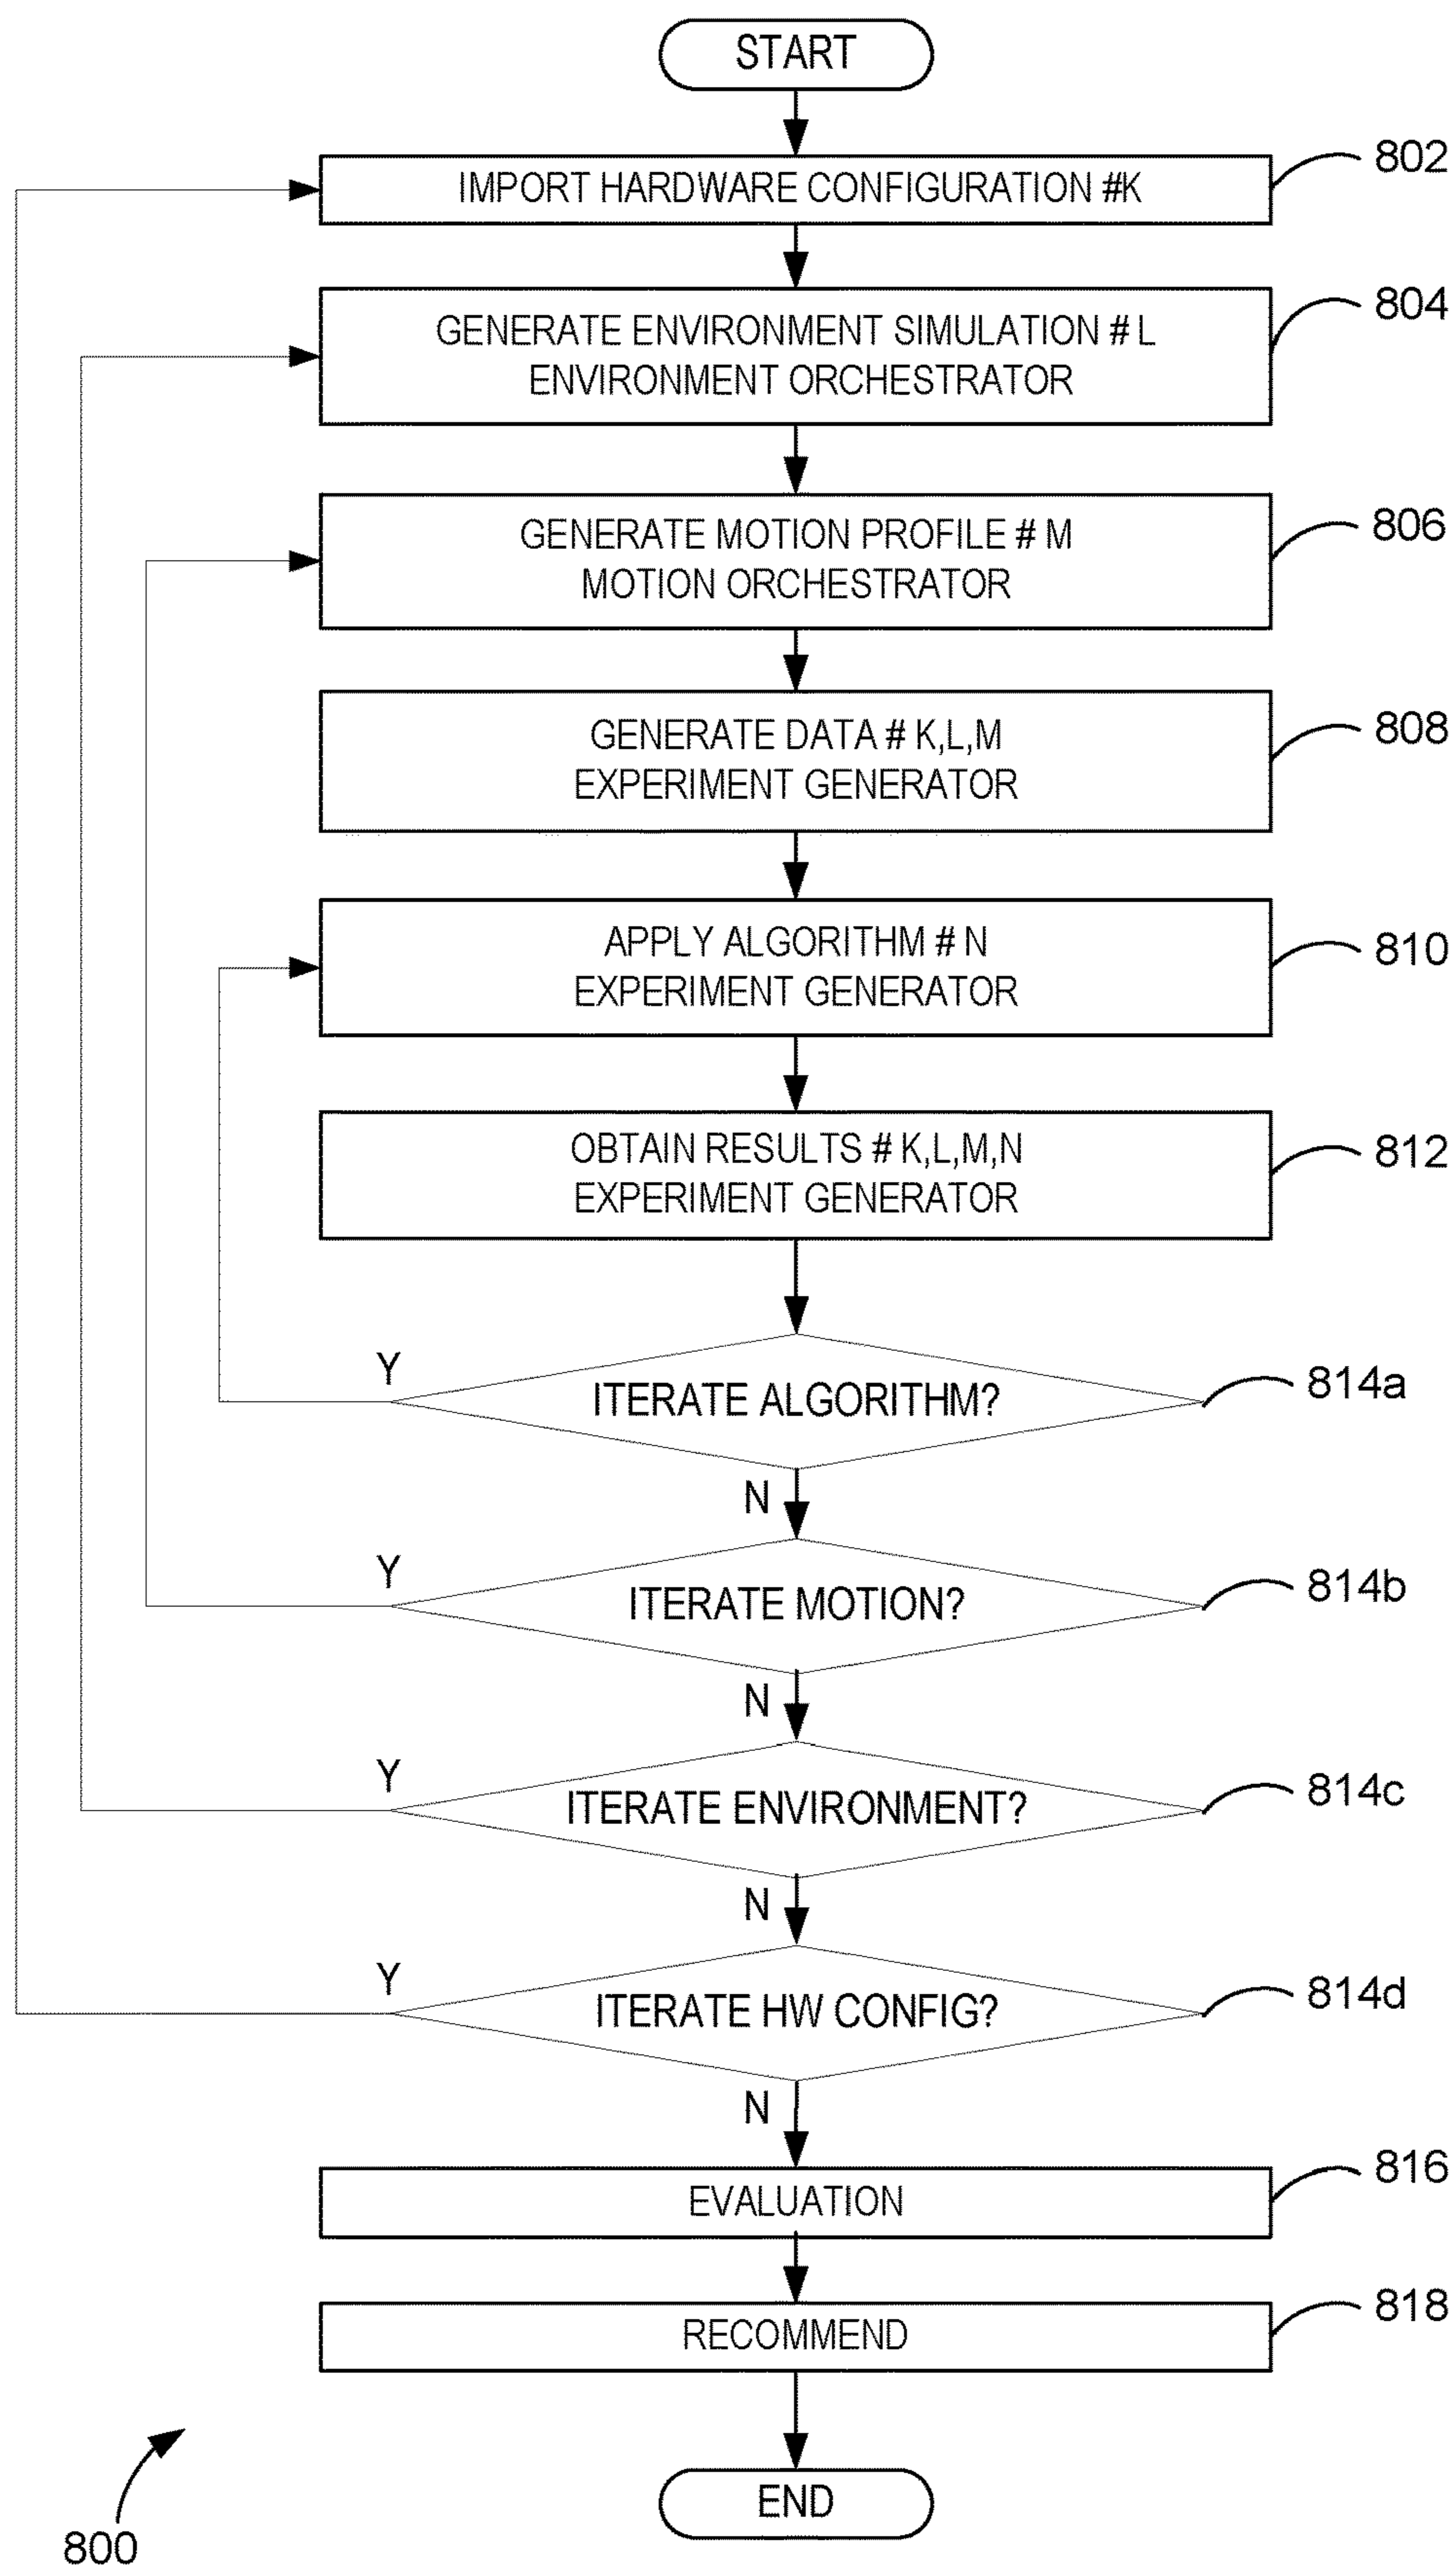 START
IMPORT HARDWARE CONFIGURATION #K
802
GENERATE ENVIRONMENT SIMULATION # L
ENVIRONMENT ORCHESTRATOR
804
GENERATE MOTION PROFILE # M
MOTION ORCHESTRATOR
806
GENERATE DATA # K,L,M
EXPERIMENT GENERATOR
808
APPLY ALGORITHM # N
EXPERIMENT GENERATOR
810
OBTAIN RESULTS # K,L,M,N
EXPERIMENT GENERATOR
812
Y
ITERATE ALGORITHM?
814a
N
Y
ITERATE MOTION?
814b
N
Y
ITERATE ENVIRONMENT?
814c
N
Y
ITERATE HW CONFIG?
814d
N
EVALUATION
816
RECOMMEND
818
END
800